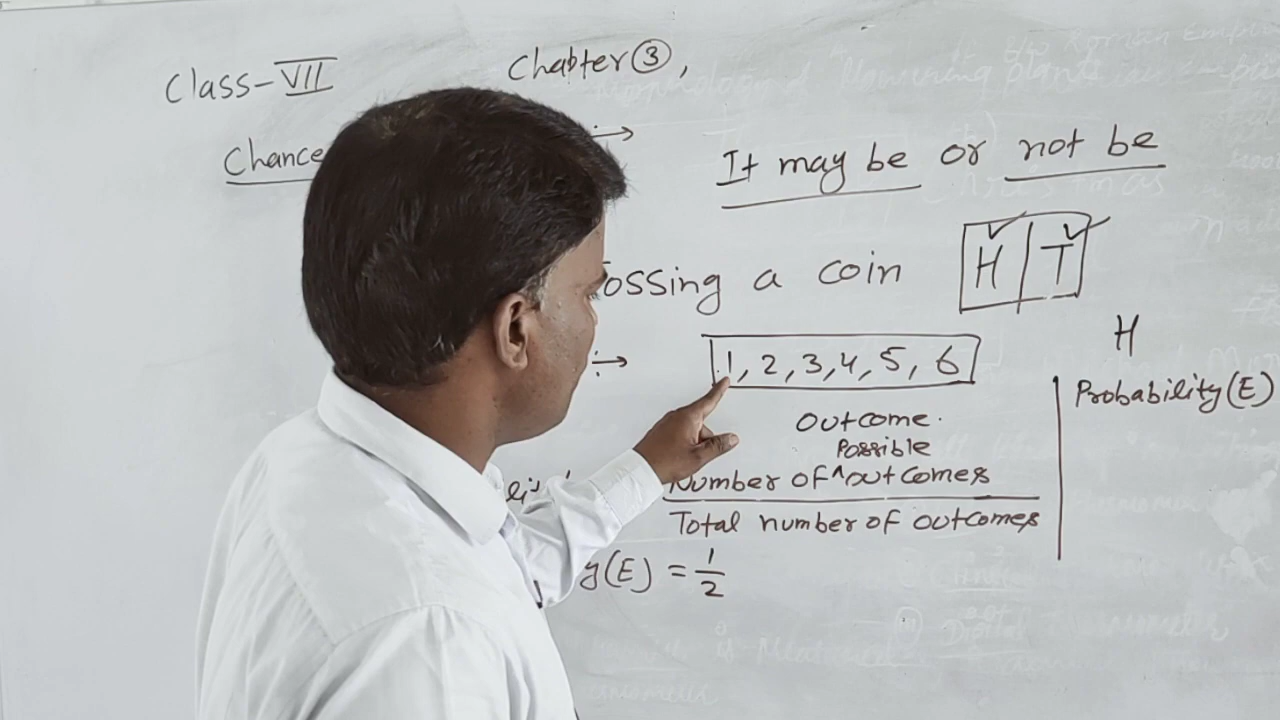 Class-VII
Chapter ③,
Chance
→
It may be or not be
ossing a coin H T
→ 1, 2, 3, 4, 5, 6
H
Outcome.
Probability(E)
Possible
Number of ^ outcomes
Total number of outcomes
y(E) = 1/2